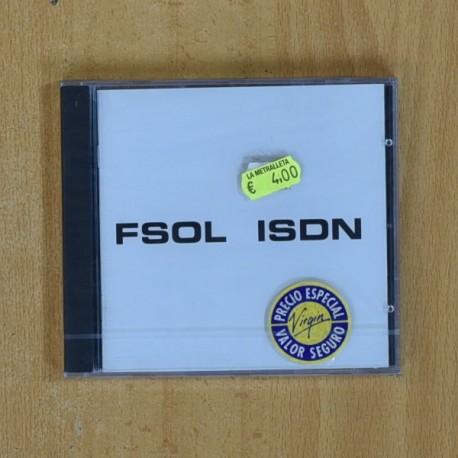 LA METRALLETA
€ 4,00
FSOL ISDN
PRECIO ESPECIAL
Virgin
VALOR SEGURO